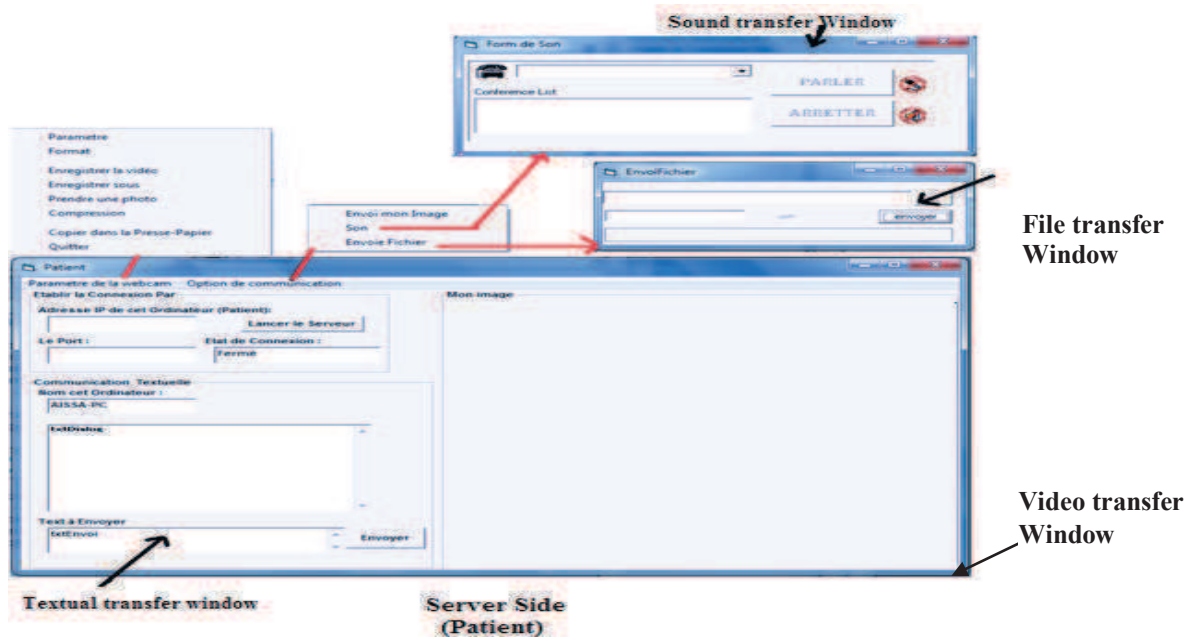 Sound transfer Window
Form de Son
PARLER
Conference List
ARRETTER
Parametre
Format
Enregistrer la vidéo
Enregistrer sous
Prendre une photo
Compression
Copier dans la Presse-Papier
Quitter
Envoi mon Image
Son
Envoie Fichier
EnvoiFichier
envoyer
File transfer
Window
Patient
Parametre de la webcam Option de communication
Etablir la Connexion Par
Mon image
Adresse IP de cet Ordinateur (Patient):
Lancer le Serveur
Le Port :
Etat de Connexion :
Fermé
Communication Textuelle
Nom cet Ordinateur :
AISSA-PC
txtDialog
Text à Envoyer
txtEnvoi
Envoyer
Video transfer
Window
Textual transfer window
Server Side
(Patient)